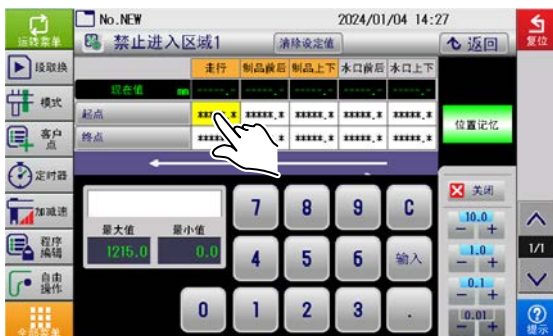 No.NEW 2024/01/04 14:27
运转菜单
禁止进入区域1
清除设定值
返回
复位
段取换
走行 制品前后 制品上下 水口前后 水口上下
现在值 mm -----.- -----.- -----.- -----.- -----.-
模式
起点 *****.* *****.* *****.* *****.*
位置记忆
客户点
终点 *****.* *****.* *****.*
定时器
关闭
7 8 9 C
加减速
最大值 最小值
10.0
- +
1215.0 0.0
程序编辑
4 5 6 输入
1.0
- +
1/1
自由操作
0.1
- +
0 1 2 3 .
0.01
- +
全部菜单
提示